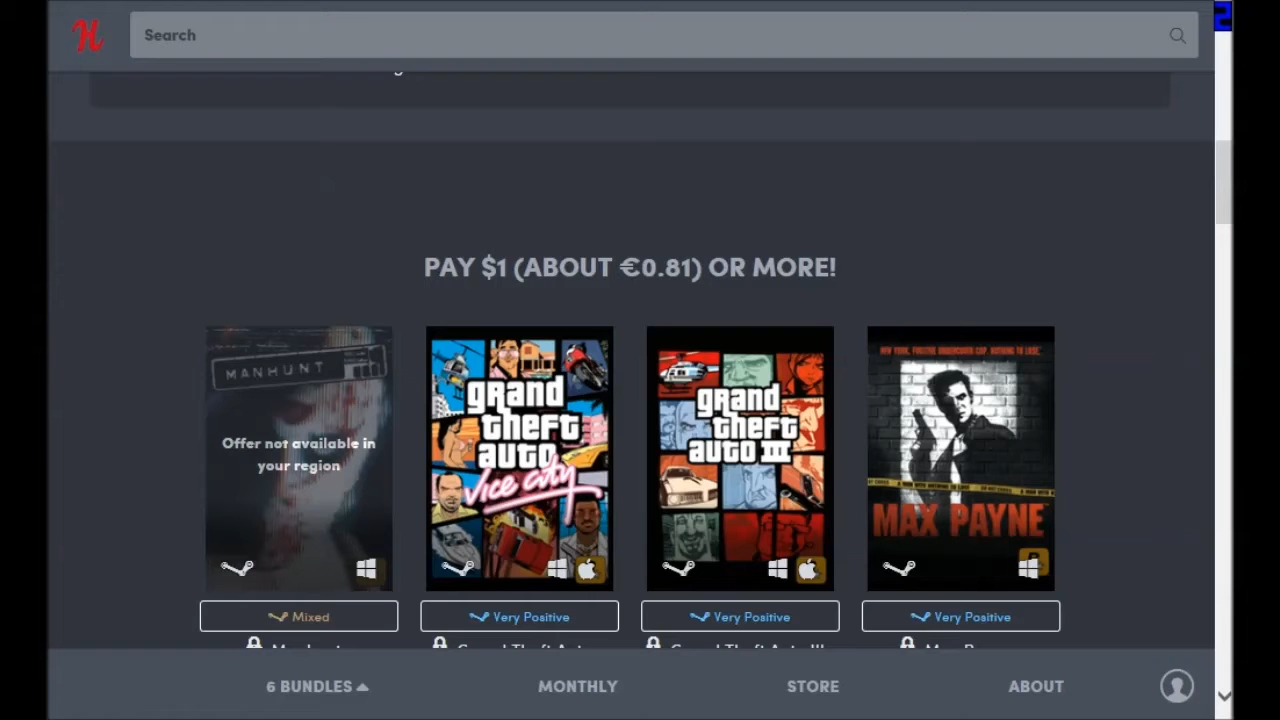 Search
2
PAY $1 (ABOUT €0.81) OR MORE!
MANHUNT
Offer not available in
your region
grand
theft
auto
vice city
grand
theft
auto III
NEW YORK. FUGITIVE UNDERCOVER COP. NOTHING TO LOSE.
MAX PAYNE
Mixed
Very Positive
Very Positive
Very Positive
6 BUNDLES
MONTHLY
STORE
ABOUT